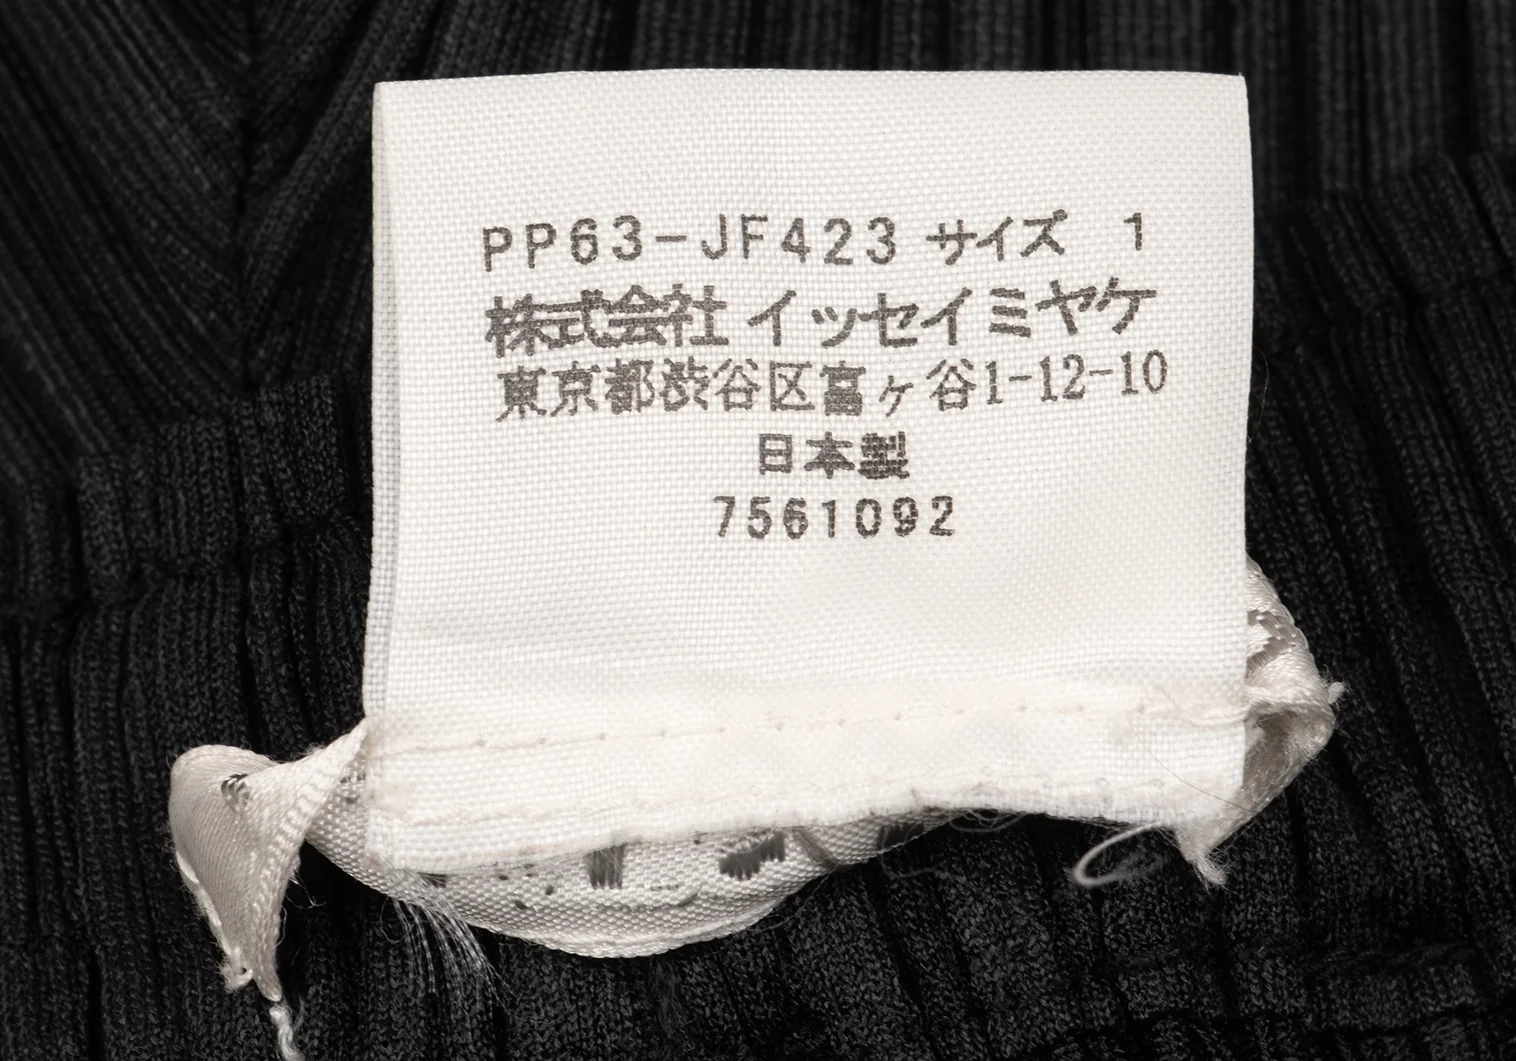 PP63-JF423 サイズ 1
株式会社 イッセイミヤケ
東京都渋谷区富ヶ谷1-12-10
日本製
7561092